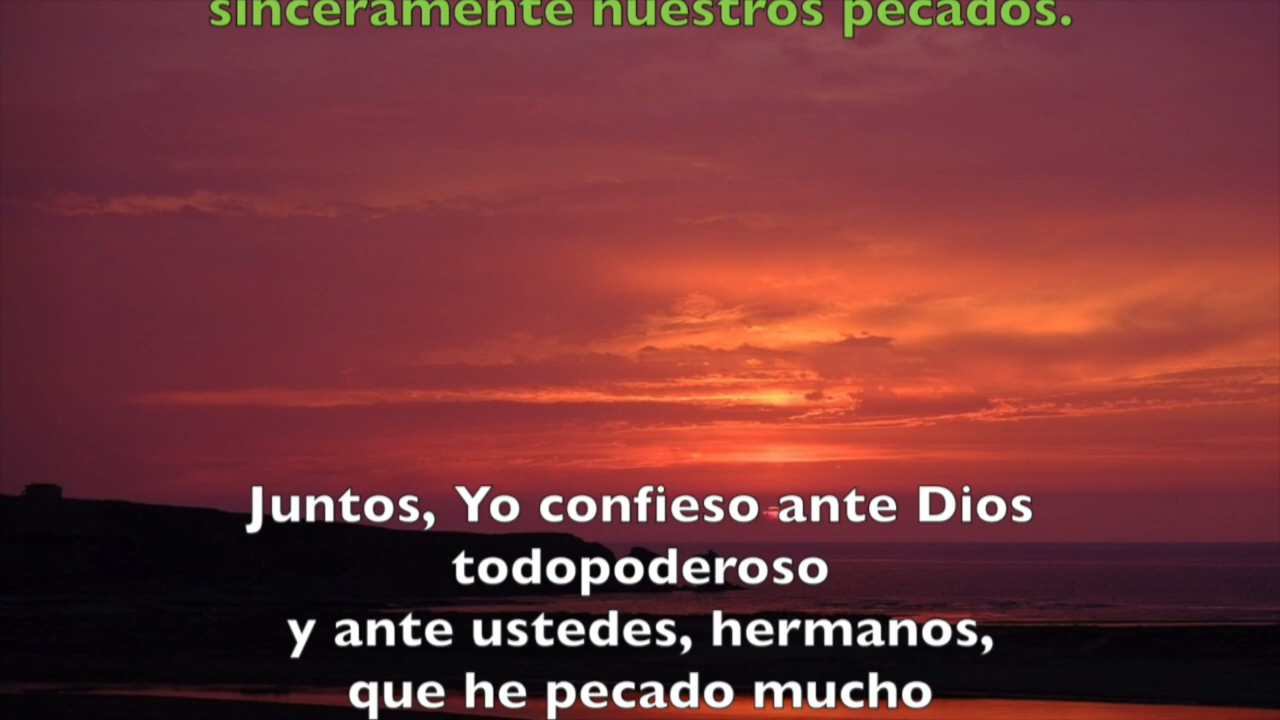 sinceramente nuestros pecados.
Juntos, Yo confieso ante Dios
todopoderoso
y ante ustedes, hermanos,
que he pecado mucho